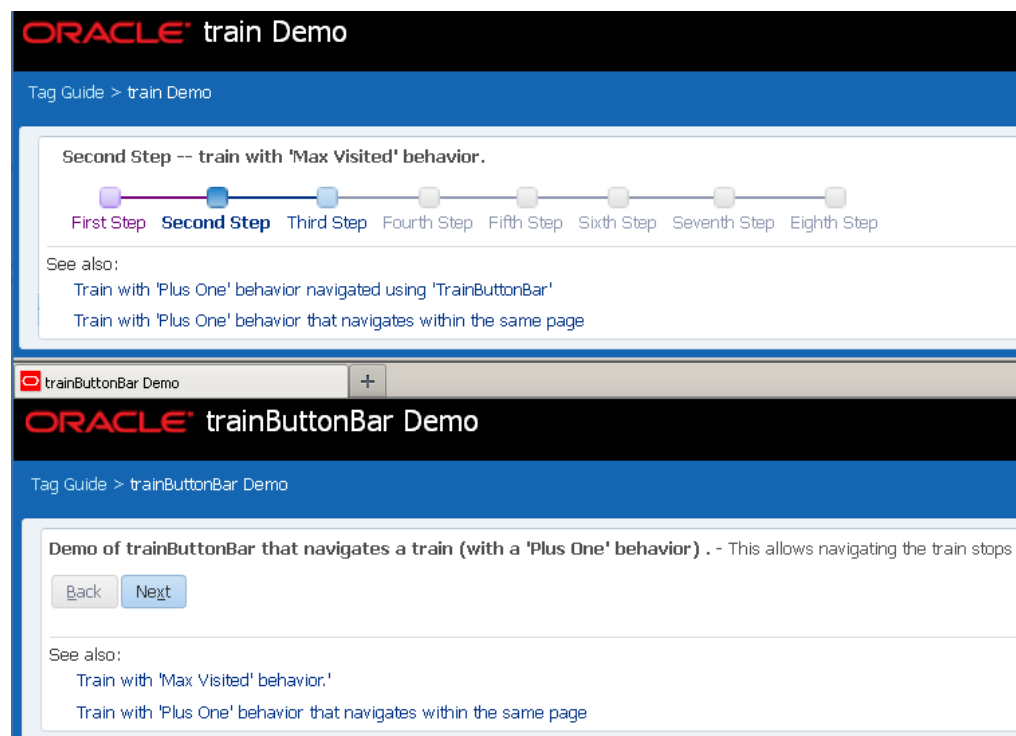 ORACLE train Demo
Tag Guide > train Demo
Second Step -- train with 'Max Visited' behavior.
First Step Second Step Third Step Fourth Step Fifth Step Sixth Step Seventh Step Eighth Step
See also:
Train with 'Plus One' behavior navigated using 'TrainButtonBar'
Train with 'Plus One' behavior that navigates within the same page
trainButtonBar Demo +
ORACLE trainButtonBar Demo
Tag Guide > trainButtonBar Demo
Demo of trainButtonBar that navigates a train (with a 'Plus One' behavior) . - This allows navigating the train stops
Back Next
See also:
Train with 'Max Visited' behavior.'
Train with 'Plus One' behavior that navigates within the same page